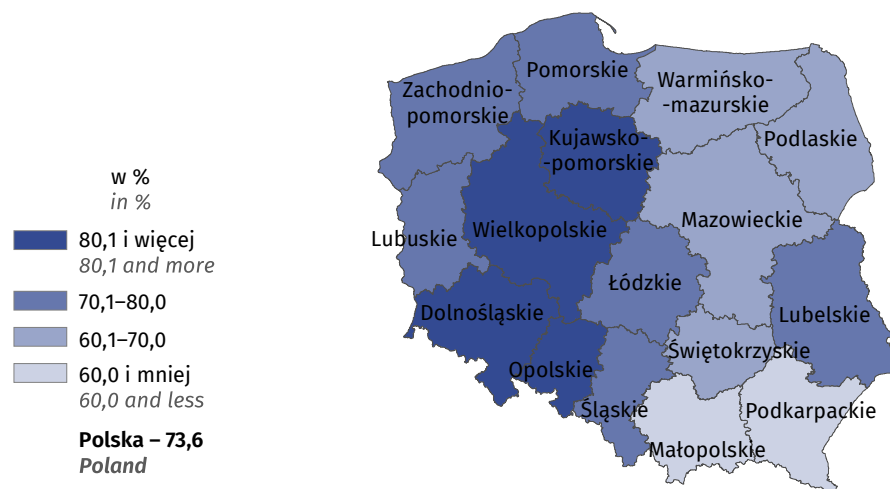 w %
in %
80,1 i więcej
80,1 and more
70,1–80,0
60,1–70,0
60,0 i mniej
60,0 and less
Polska – 73,6
Poland
Pomorskie
Warmińsko-
-mazurskie
Zachodnio-
pomorskie
Kujawsko-
-pomorskie
Podlaskie
Mazowieckie
Wielkopolskie
Lubuskie
Łódzkie
Dolnośląskie
Lubelskie
Świętokrzyskie
Opolskie
Śląskie
Podkarpackie
Małopolskie